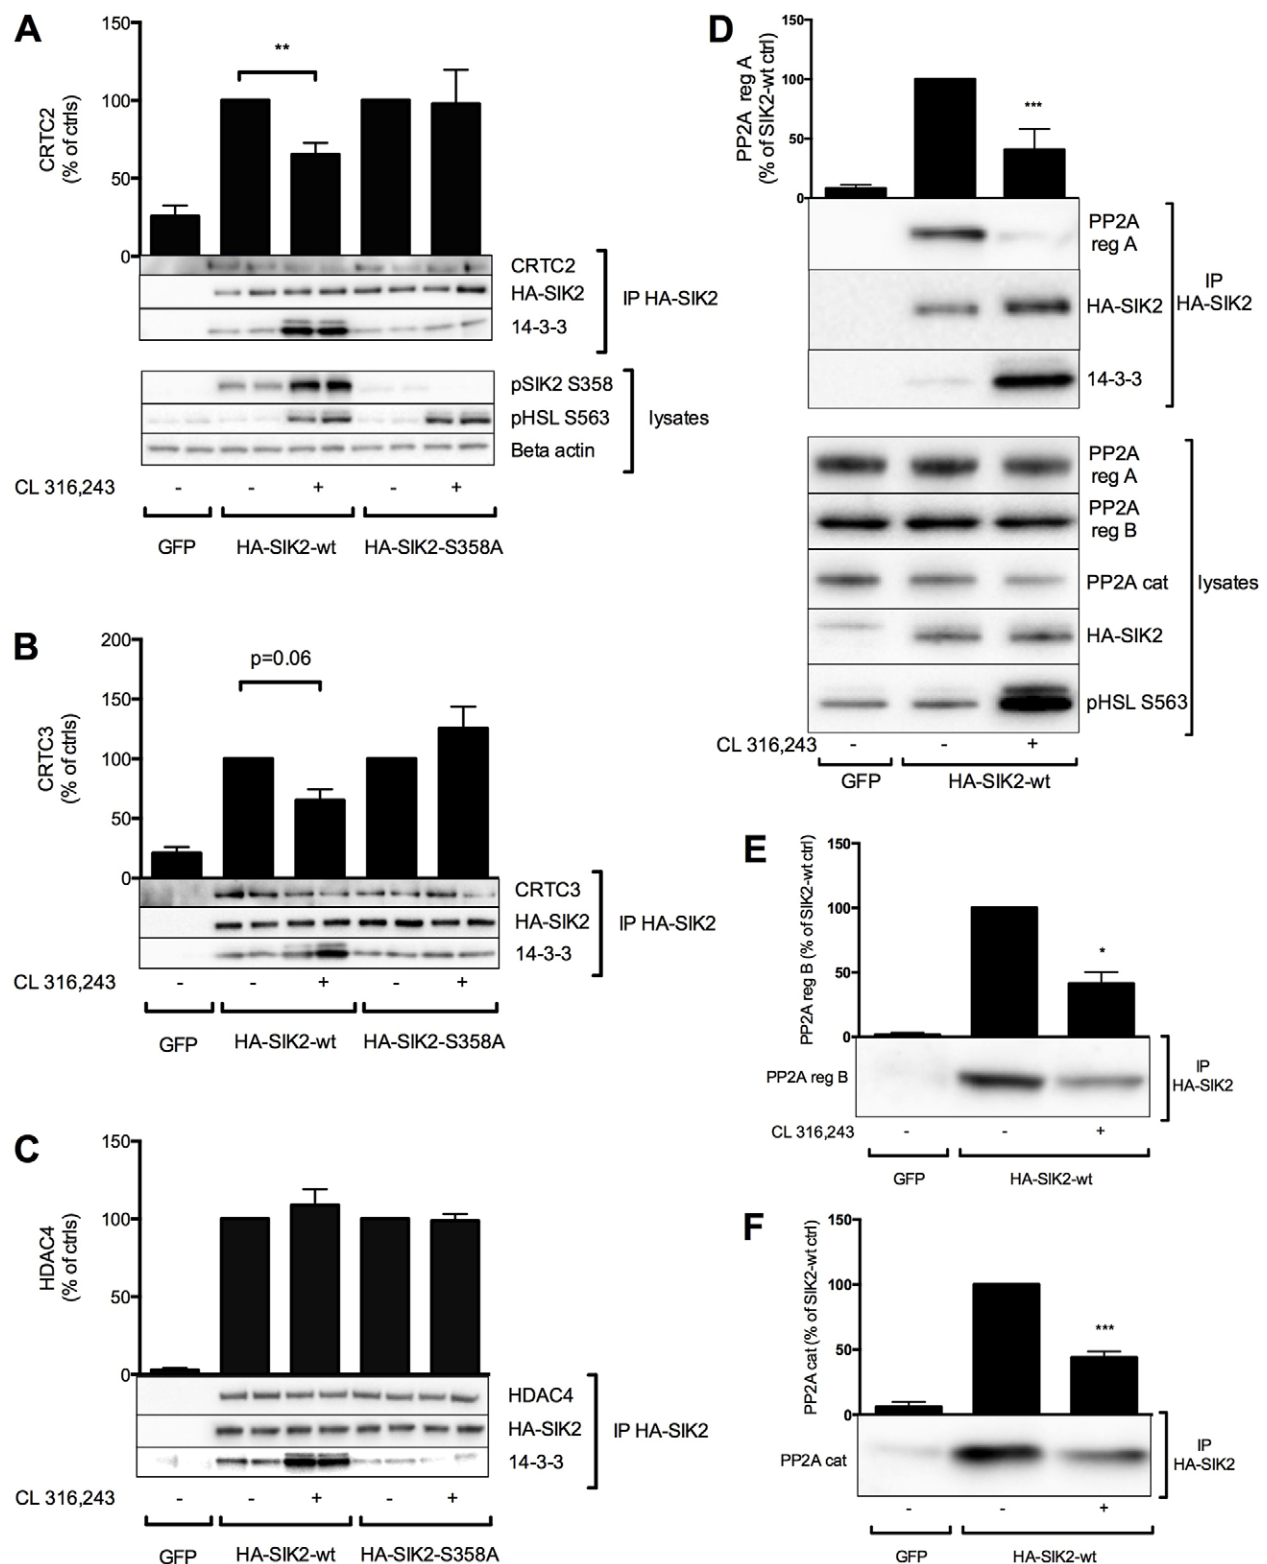 A
150
100
50
0
CRTC2
(% of ctrls)
**
CRTC2
HA-SIK2
14-3-3
IP HA-SIK2
pSIK2 S358
pHSL S563
Beta actin
lysates
CL 316,243 - - + - +
GFP HA-SIK2-wt HA-SIK2-S358A
B
200
150
100
50
0
CRTC3
(% of ctrls)
p=0.06
CRTC3
HA-SIK2
14-3-3
IP HA-SIK2
CL 316,243 - - + - +
GFP HA-SIK2-wt HA-SIK2-S358A
C
150
100
50
0
HDAC4
(% of ctrls)
HDAC4
HA-SIK2
14-3-3
IP HA-SIK2
CL 316,243 - - + - +
GFP HA-SIK2-wt HA-SIK2-S358A
D
150
100
50
0
PP2A reg A
(% of SIK2-wt ctrl)
***
PP2A
reg A
HA-SIK2
14-3-3
IP
HA-SIK2
PP2A
reg A
PP2A
reg B
PP2A cat
HA-SIK2
pHSL S563
lysates
CL 316,243 - - +
GFP HA-SIK2-wt
E
150
100
50
0
PP2A reg B (% of SIK2-wt ctrl)
*
PP2A reg B
IP
HA-SIK2
CL 316,243 - - +
GFP HA-SIK2-wt
F
150
100
50
0
PP2A cat (% of SIK2-wt ctrl)
***
PP2A cat
IP
HA-SIK2
- - +
GFP HA-SIK2-wt